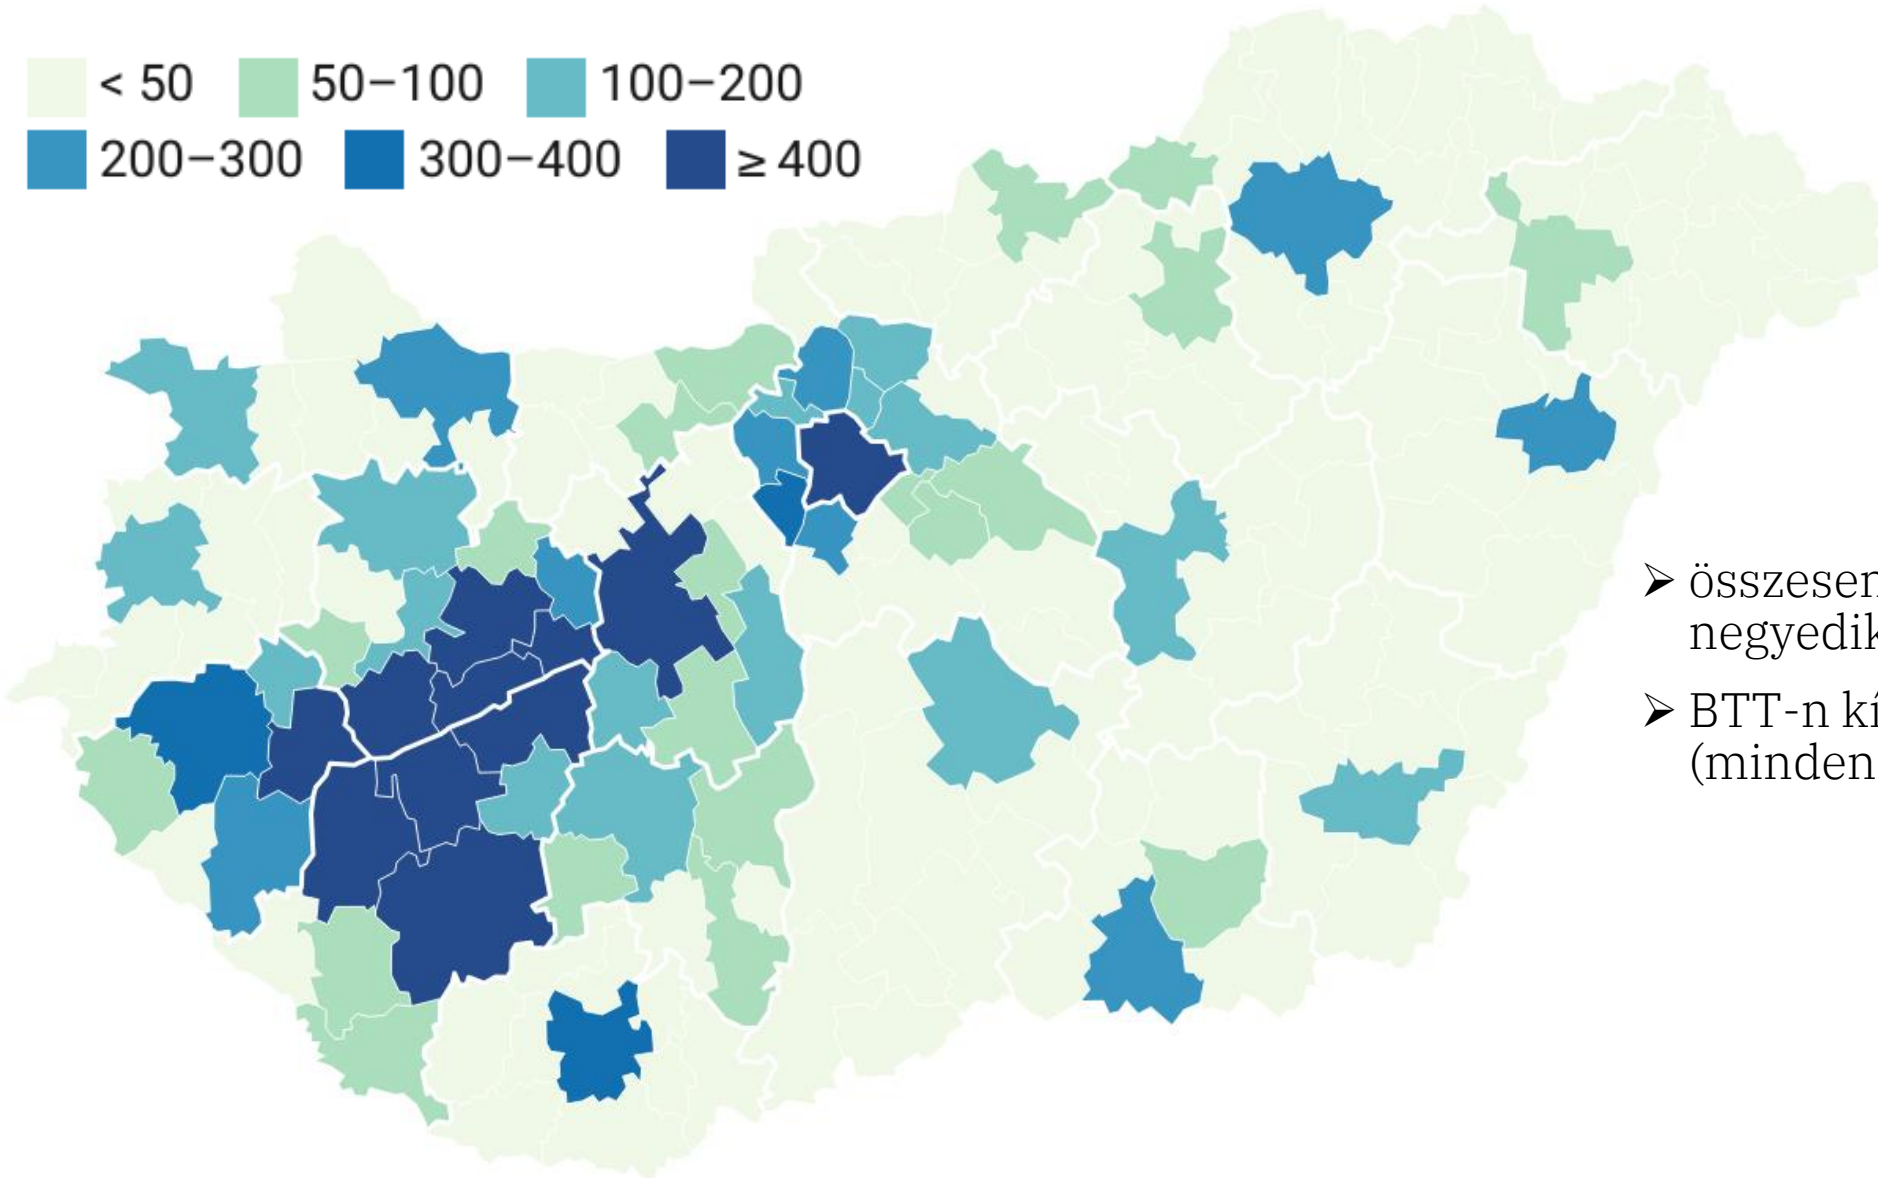 < 50 50–100 100–200
200–300 300–400 ≥ 400
➢ összesen
negyedik
➢ BTT-n kí
(minden